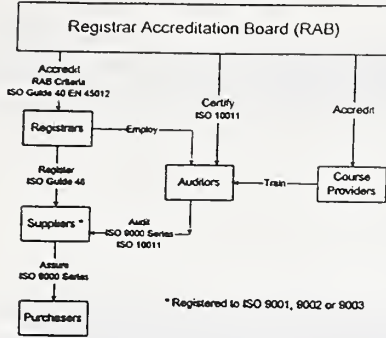 Registrar Accreditation Board (RAB)
Accredit
RAB Criteria
ISO Guide 40 EN 45012
Certify
ISO 10011
Accredit
Registrars
Employ
Register
ISO Guide 48
Auditors
Train
Course
Providers
Suppliers *
Audit
ISO 9000 Series
ISO 10011
Assure
ISO 9000 Series
Purchasers
* Registered to ISO 9001, 9002 or 9003